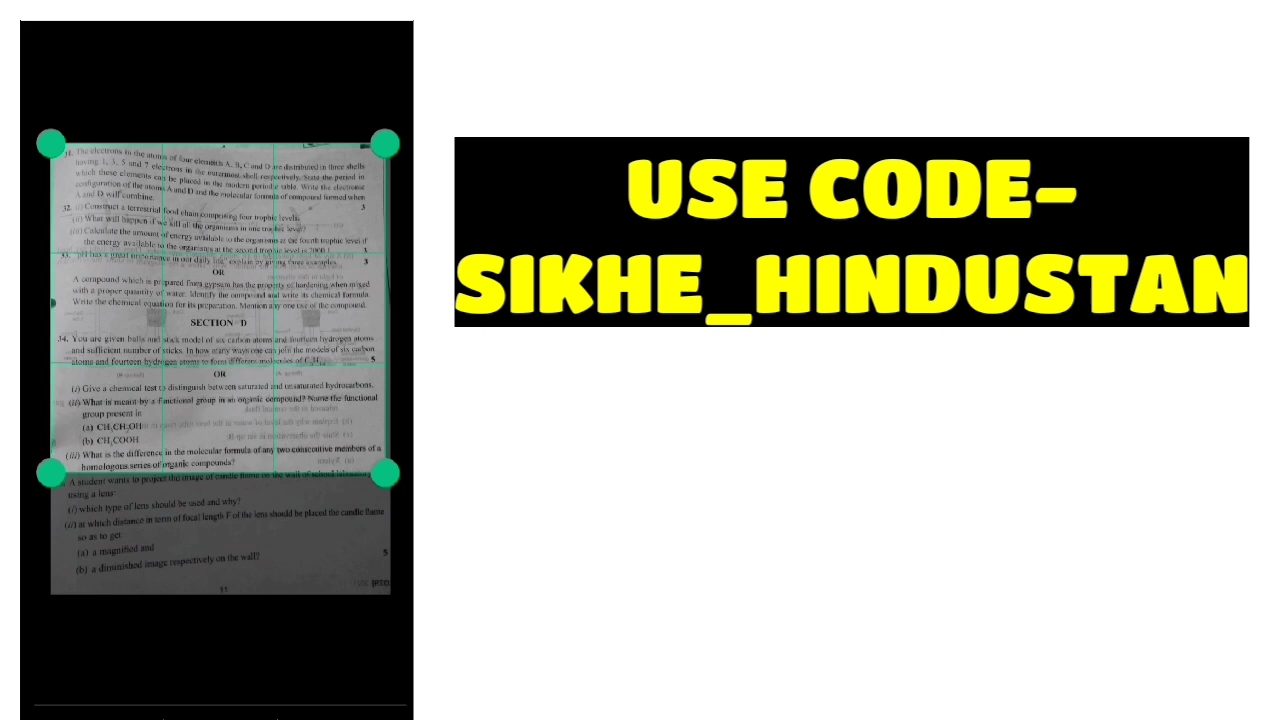 31. The electrons in the atoms of four elements A, B, C and D are distributed in three shells
having 1, 3, 5 and 7 electrons in the outermost shell respectively. State the period in
which these elements can be placed in the modern periodic table. Write the electronic
configuration of the atoms A and D and the molecular formula of compound formed when
A and D will combine. 3
32. (i) Construct a terrestrial food chain comprising four trophic levels.
(ii) What will happen if we kill all the organisms in one trophic level?
(iii) Calculate the amount of energy available to the organisms at the fourth trophic level if
the energy available to the organisms at the second trophic level is 2000 J. 3
33. "pH has a great importance in our daily life" explain by giving three examples. 3
OR
A compound which is prepared from gypsum has the property of hardening when mixed
with a proper quantity of water. Identify the compound and write its chemical formula.
Write the chemical equation for its preparation. Mention any one use of the compound.
SECTION–D
34. You are given balls and stick model of six carbon atoms and fourteen hydrogen atoms
and sufficient number of sticks. In how many ways one can join the models of six carbon
atoms and fourteen hydrogen atoms to form different molecules of C₆H₁₄. 5
OR
(i) Give a chemical test to distinguish between saturated and unsaturated hydrocarbons.
(ii) What is meant by a functional group in an organic compound? Name the functional
group present in
(a) CH₃CH₂OH
(b) CH₃COOH
(iii) What is the difference in the molecular formula of any two consecutive members of a
homologous series of organic compounds?
A student wants to project the image of candle flame on the wall of school laboratory
using a lens
(i) which type of lens should be used and why?
(ii) at which distance in term of focal length F of the lens should be placed the candle flame
so as to get
(a) a magnified and
(b) a diminished image respectively on the wall? 5
11
USE CODE-
SIKHE_HINDUSTAN